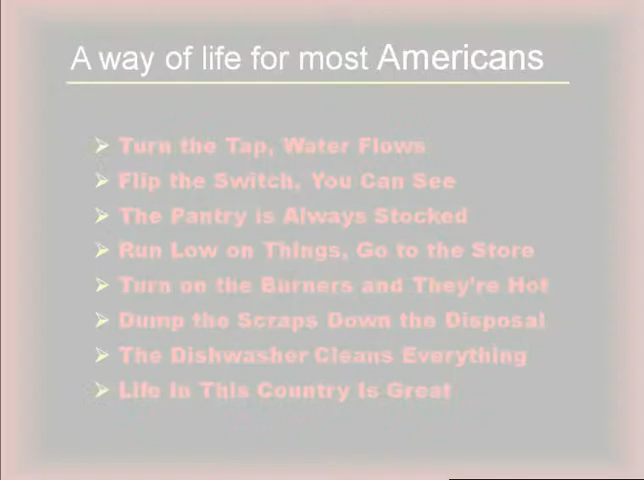 A way of life for most Americans
Turn the Tap, Water Flows
Flip the Switch, You Can See
The Pantry is Always Stocked
Run Low on Things, Go to the Store
Turn on the Burners and They're Hot
Dump the Scraps Down the Disposal
The Dishwasher Cleans Everything
Life In This Country Is Great